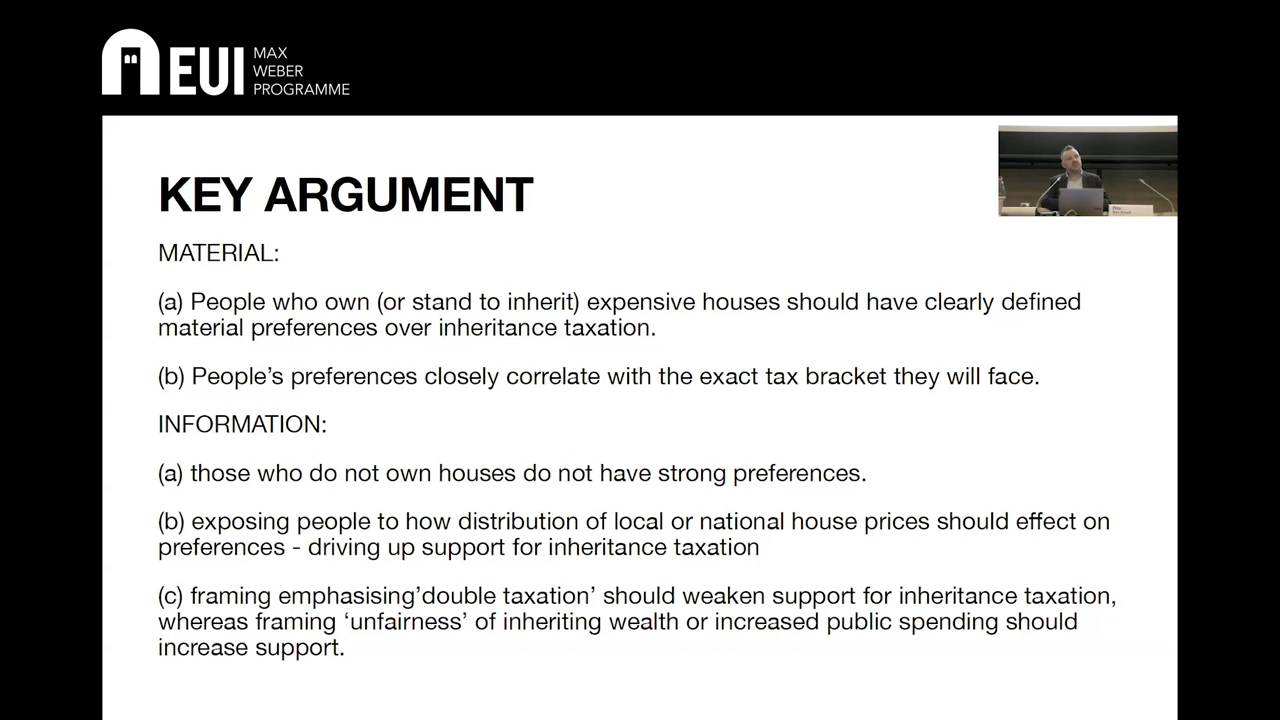 EUI
MAX
WEBER
PROGRAMME
KEY ARGUMENT
MATERIAL:
(a) People who own (or stand to inherit) expensive houses should have clearly defined
material preferences over inheritance taxation.
(b) People’s preferences closely correlate with the exact tax bracket they will face.
INFORMATION:
(a) those who do not own houses do not have strong preferences.
(b) exposing people to how distribution of local or national house prices should effect on
preferences - driving up support for inheritance taxation
(c) framing emphasising’double taxation’ should weaken support for inheritance taxation,
whereas framing ‘unfairness’ of inheriting wealth or increased public spending should
increase support.